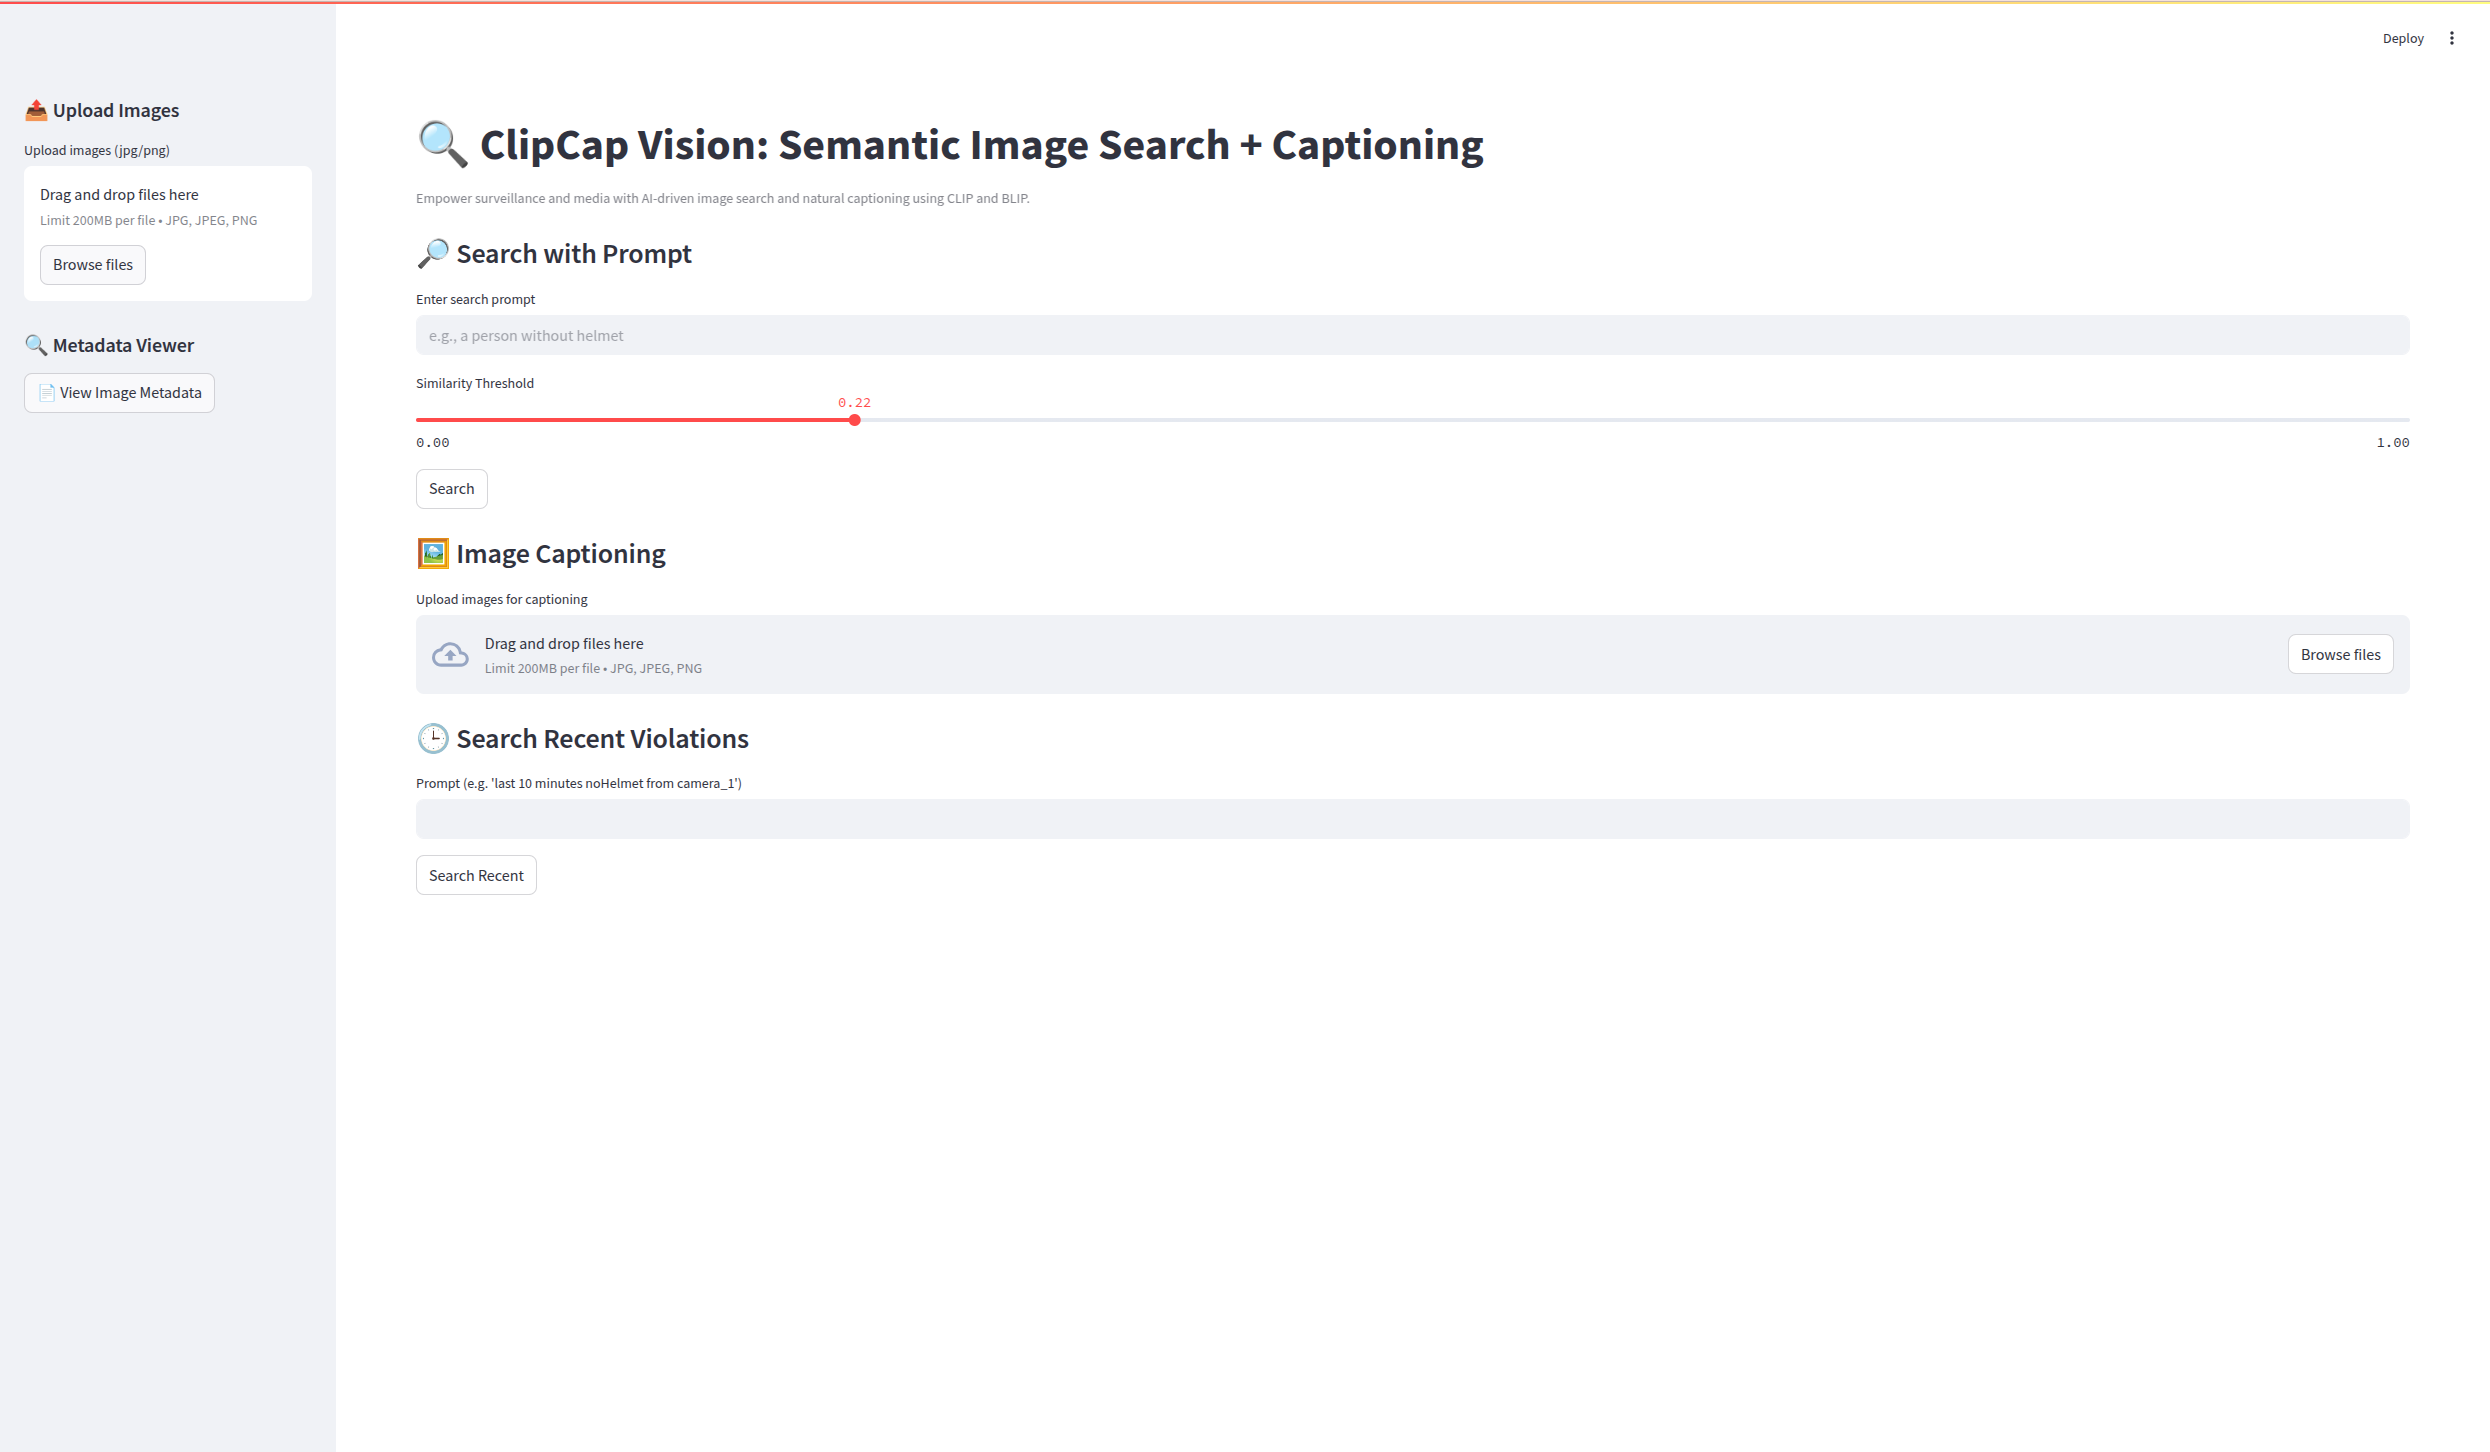 Deploy
Upload Images
Upload images (jpg/png)
Drag and drop files here
Limit 200MB per file • JPG, JPEG, PNG
Browse files
Metadata Viewer
View Image Metadata
ClipCap Vision: Semantic Image Search + Captioning
Empower surveillance and media with AI-driven image search and natural captioning using CLIP and BLIP.
Search with Prompt
Enter search prompt
e.g., a person without helmet
Similarity Threshold
0.22
0.00
1.00
Search
Image Captioning
Upload images for captioning
Drag and drop files here
Limit 200MB per file • JPG, JPEG, PNG
Browse files
Search Recent Violations
Prompt (e.g. 'last 10 minutes noHelmet from camera_1')
Search Recent